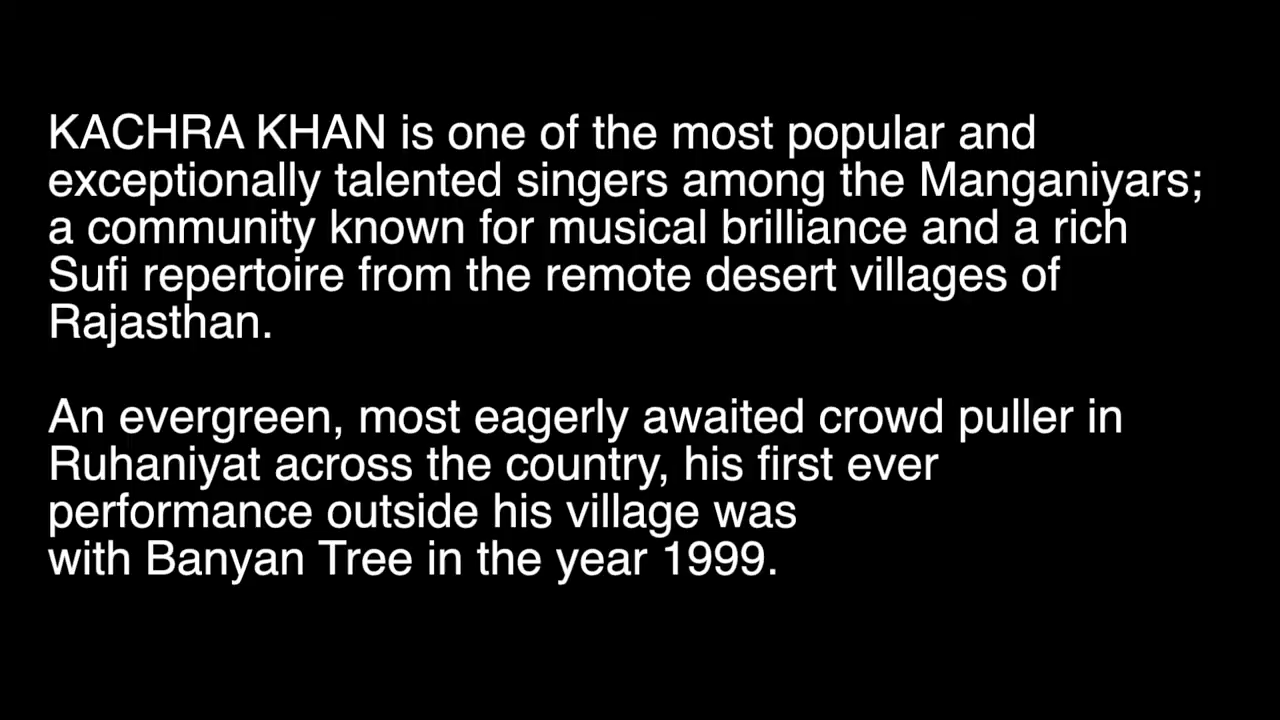 KACHRA KHAN is one of the most popular and
exceptionally talented singers among the Manganiyars;
a community known for musical brilliance and a rich
Sufi repertoire from the remote desert villages of
Rajasthan.
An evergreen, most eagerly awaited crowd puller in
Ruhaniyat across the country, his first ever
performance outside his village was
with Banyan Tree in the year 1999.